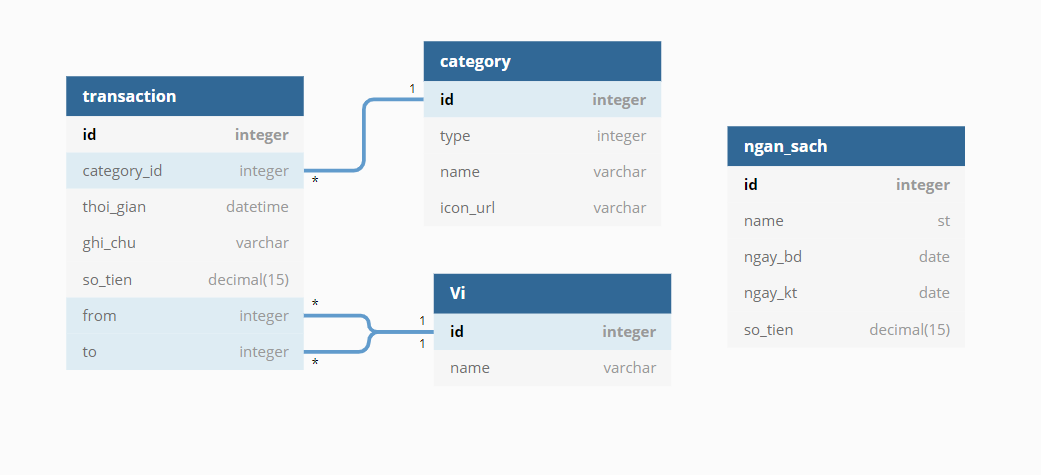 transaction
id integer
category_id integer
thoi_gian datetime
ghi_chu varchar
so_tien decimal(15)
from integer
to integer
*
*
*
1
category
id integer
type integer
name varchar
icon_url varchar
1
1
Vi
id integer
name varchar
ngan_sach
id integer
name st
ngay_bd date
ngay_kt date
so_tien decimal(15)